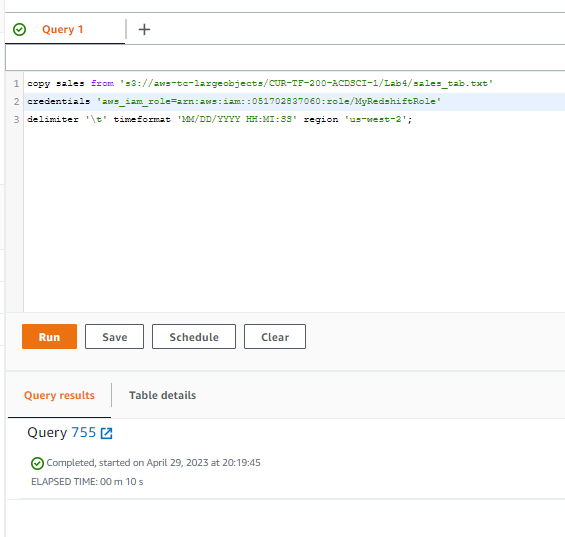 Query 1
+
1 copy sales from 's3://aws-tc-largeobjects/CUR-TF-200-ACDSCI-1/Lab4/sales_tab.txt'
2 credentials 'aws_iam_role=arn:aws:iam::051702837060:role/MyRedshiftRole'
3 delimiter '\t' timeformat 'MM/DD/YYYY HH:MI:SS' region 'us-west-2';
Run Save Schedule Clear
Query results Table details
Query 755
Completed, started on April 29, 2023 at 20:19:45
ELAPSED TIME: 00 m 10 s